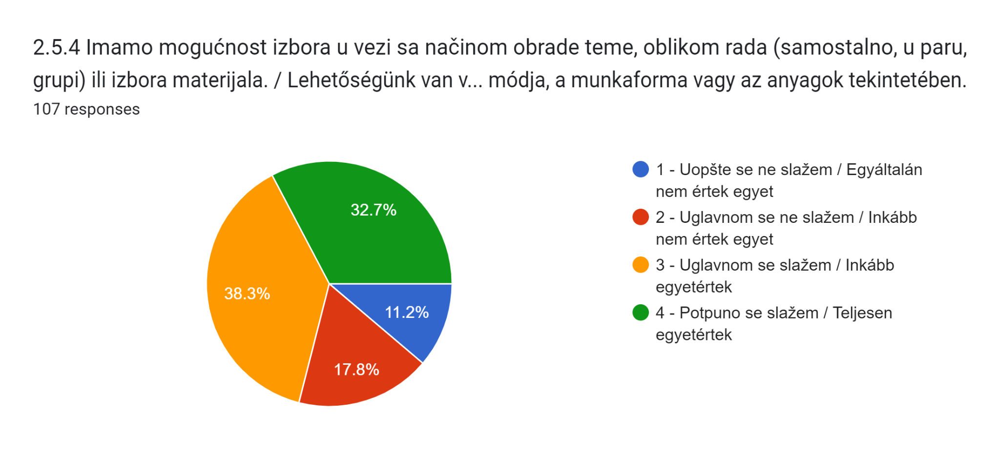 2.5.4 Imamo mogućnost izbora u vezi sa načinom obrade teme, oblikom rada (samostalno, u paru,
grupi) ili izbora materijala. / Lehetőségünk van v... módja, a munkaforma vagy az anyagok tekintetében.
107 responses
32.7%
38.3%
11.2%
17.8%
1 - Uopšte se ne slažem / Egyáltalán
nem értek egyet
2 - Uglavnom se ne slažem / Inkább
nem értek egyet
3 - Uglavnom se slažem / Inkább
egyetértek
4 - Potpuno se slažem / Teljesen
egyetértek